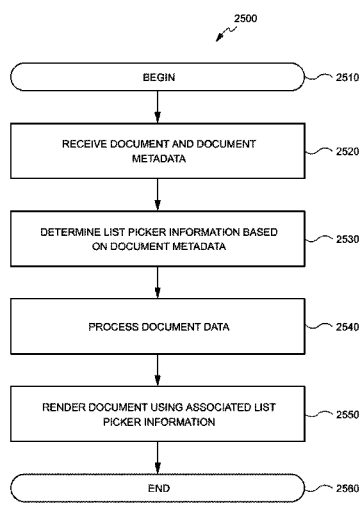 2500
BEGIN
2510
RECEIVE DOCUMENT AND DOCUMENT
METADATA
2520
DETERMINE LIST PICKER INFORMATION BASED
ON DOCUMENT METADATA
2530
PROCESS DOCUMENT DATA
2540
RENDER DOCUMENT USING ASSOCIATED LIST
PICKER INFORMATION
2550
END
2560